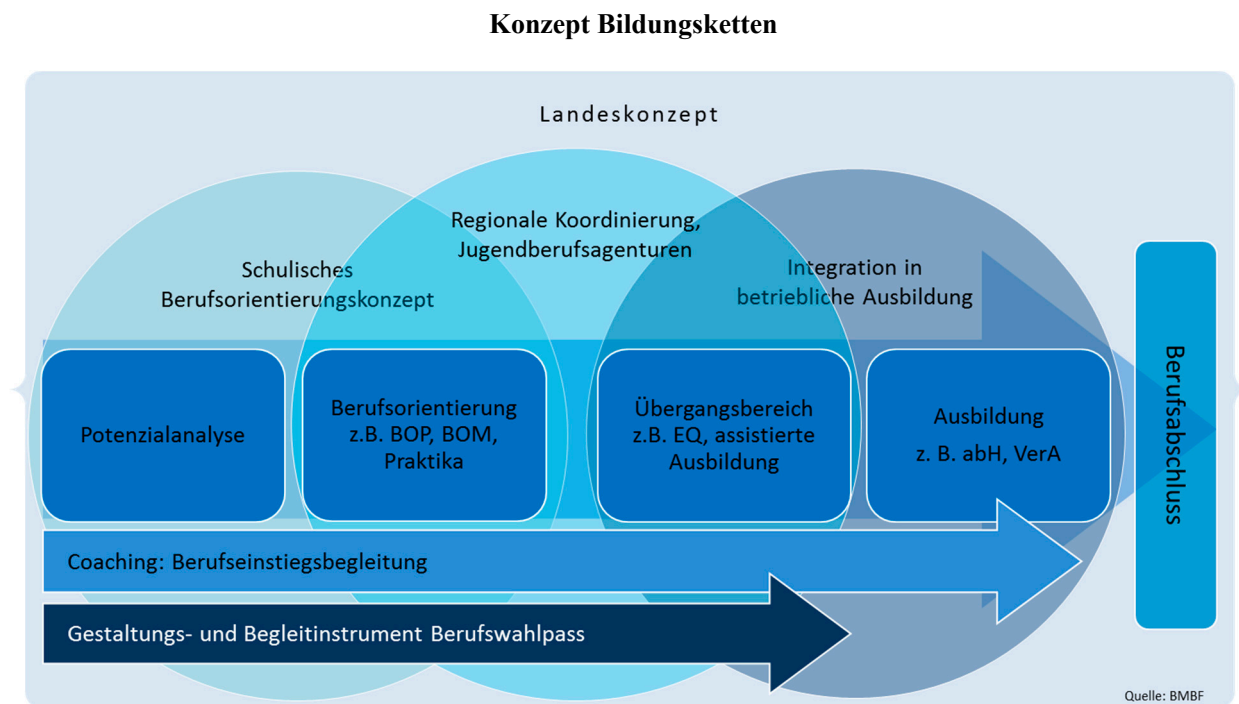 Konzept Bildungsketten
Landeskonzept
Regionale Koordinierung,
Jugendberufsagenturen
Schulisches
Berufsorientierungskonzept
Integration in
betriebliche Ausbildung
Potenzialanalyse
Berufsorientierung
z.B. BOP, BOM,
Praktika
Übergangsbereich
z.B. EQ, assistierte
Ausbildung
Ausbildung
z. B. abH, VerA
Berufsabschluss
Coaching: Berufseinstiegsbegleitung
Gestaltungs- und Begleitinstrument Berufswahlpass
Quelle: BMBF